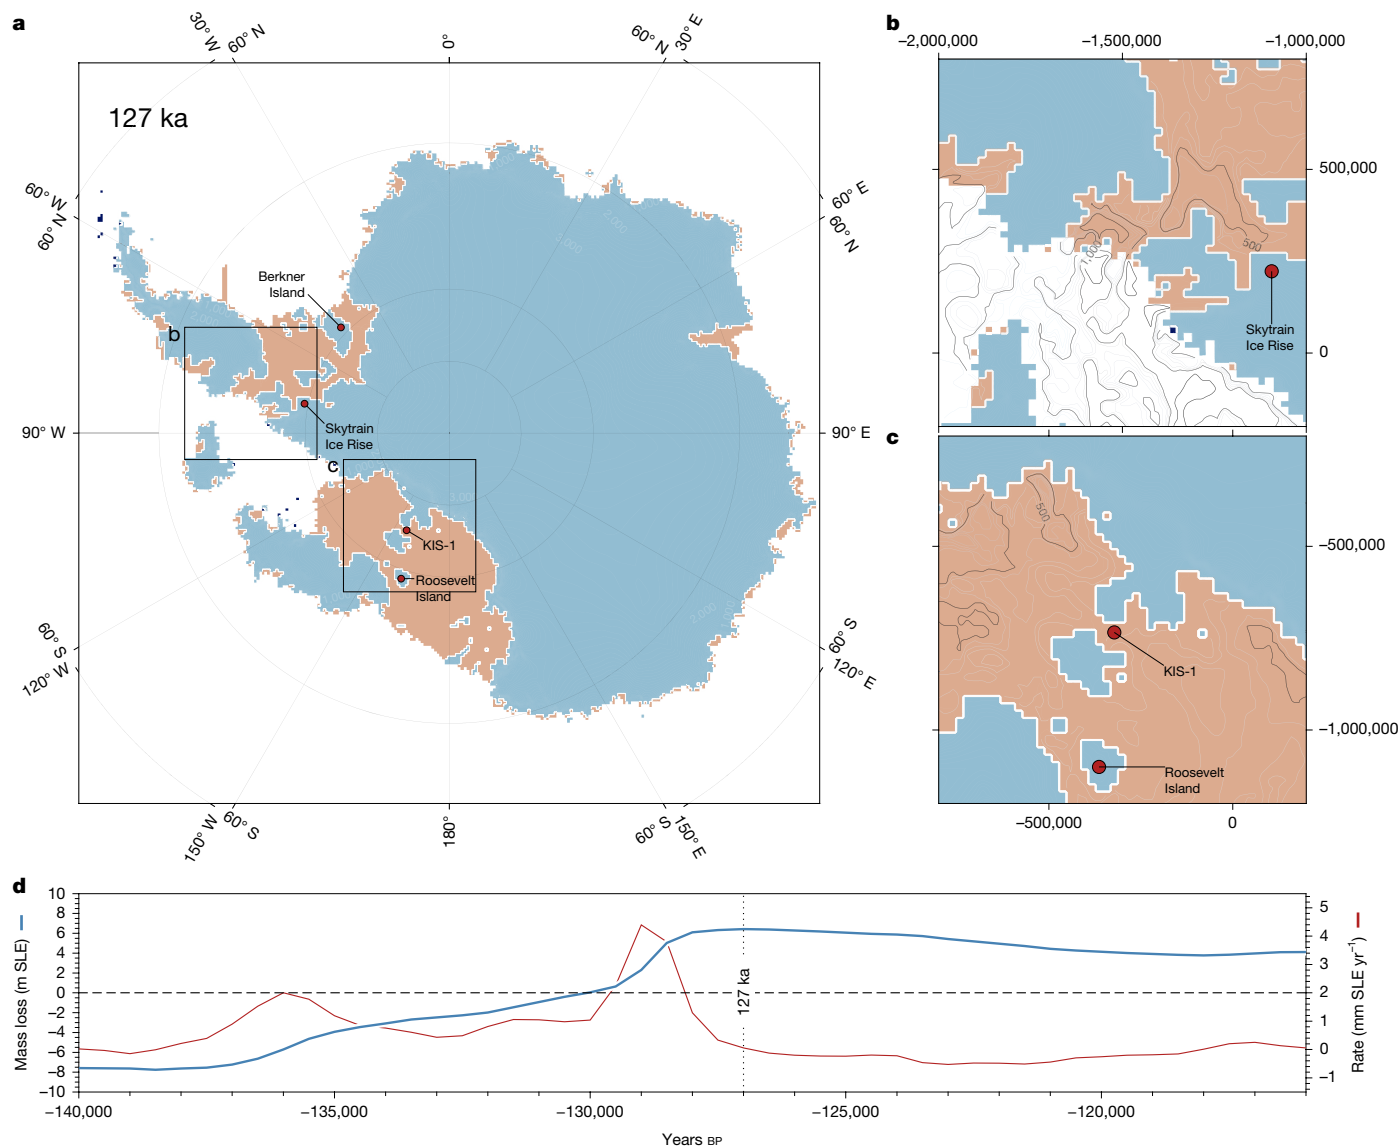 a
30° W
60° N
0°
60° N
30° E
127 ka
60° W
60° N
60° E
60° N
Berkner
Island
b
Skytrain
Ice Rise
90° W
90° E
c
KIS-1
Roosevelt
Island
60° S
120° W
60° S
120° E
150° W
60° S
180°
60° S
150° E
b
−2,000,000
−1,500,000
−1,000,000
500,000
0
1,000
500
Skytrain
Ice Rise
c
500
−500,000
−1,000,000
KIS-1
Roosevelt
Island
−500,000
0
d
Mass loss (m SLE)
10
8
6
4
2
0
−2
−4
−6
−8
−10
127 ka
5
4
3
2
1
0
−1
Rate (mm SLE yr⁻¹)
−140,000
−135,000
−130,000
−125,000
−120,000
Years BP